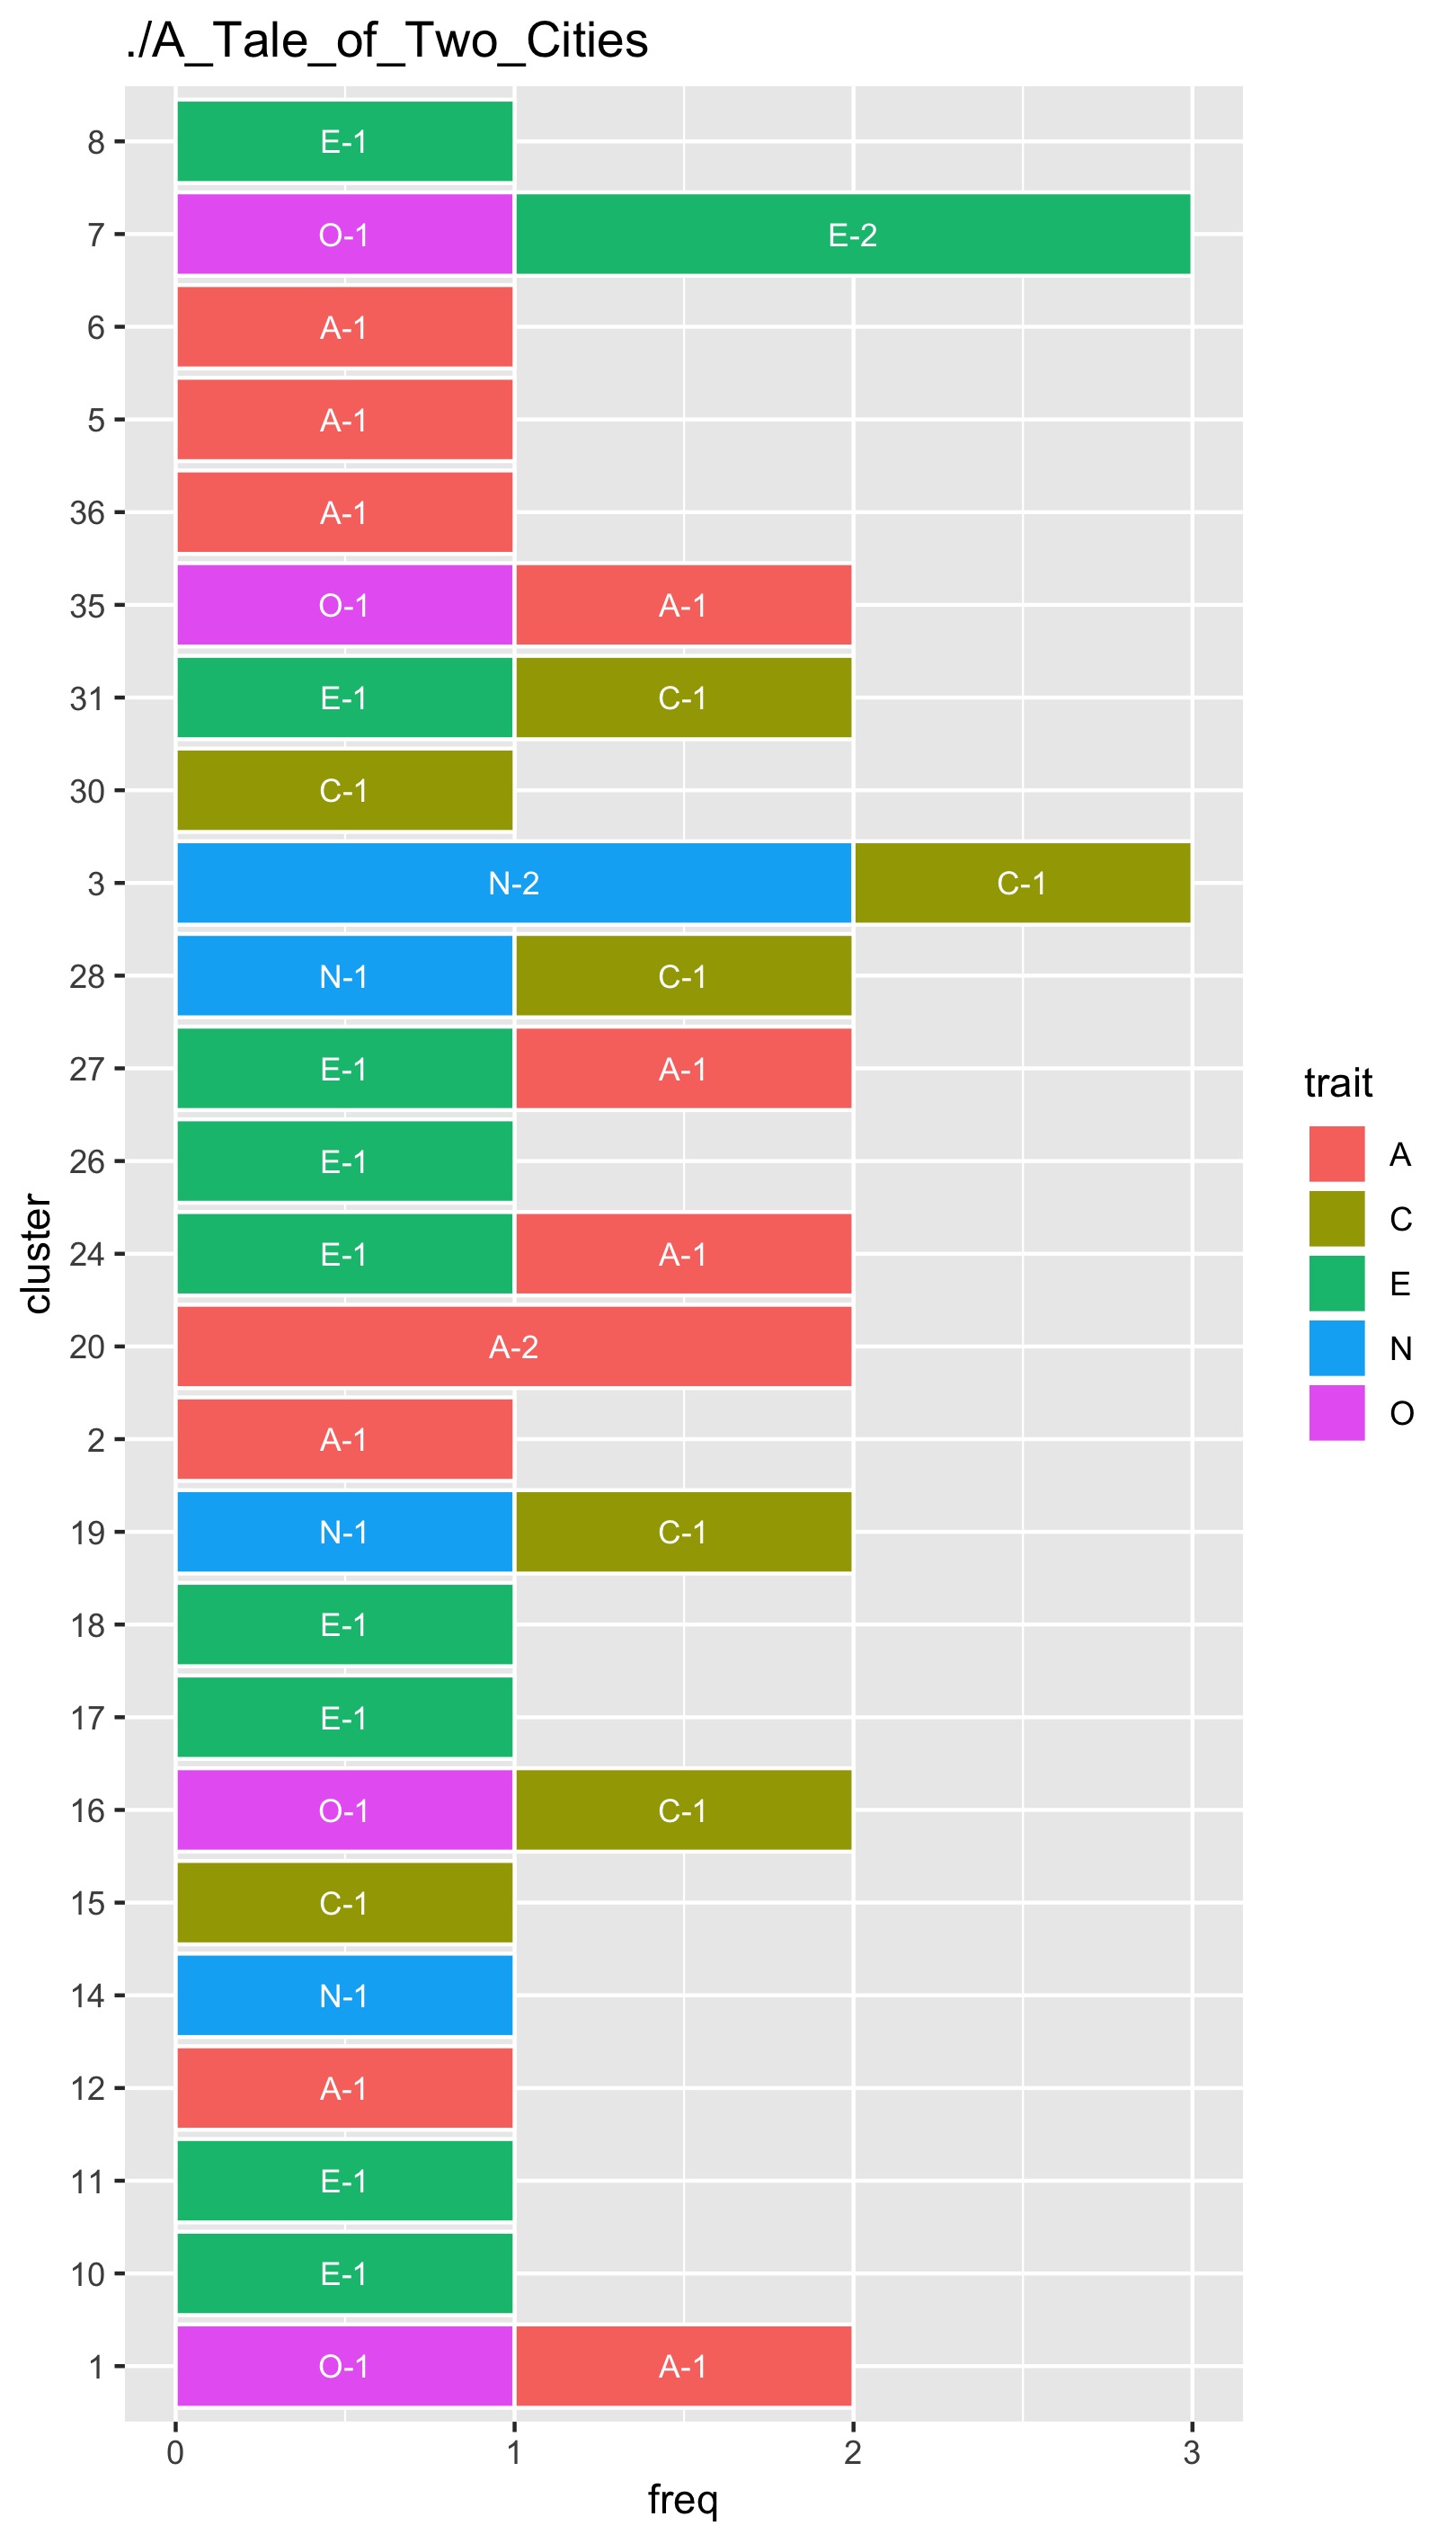 ./A_Tale_of_Two_Cities
8 E-1
7 O-1 E-2
6 A-1
5 A-1
36 A-1
35 O-1 A-1
31 E-1 C-1
30 C-1
3 N-2 C-1
28 N-1 C-1
27 E-1 A-1
26 E-1
24 E-1 A-1
20 A-2
2 A-1
19 N-1 C-1
18 E-1
17 E-1
16 O-1 C-1
15 C-1
14 N-1
12 A-1
11 E-1
10 E-1
1 O-1 A-1
0 1 2 3
freq
cluster
trait
A
C
E
N
O